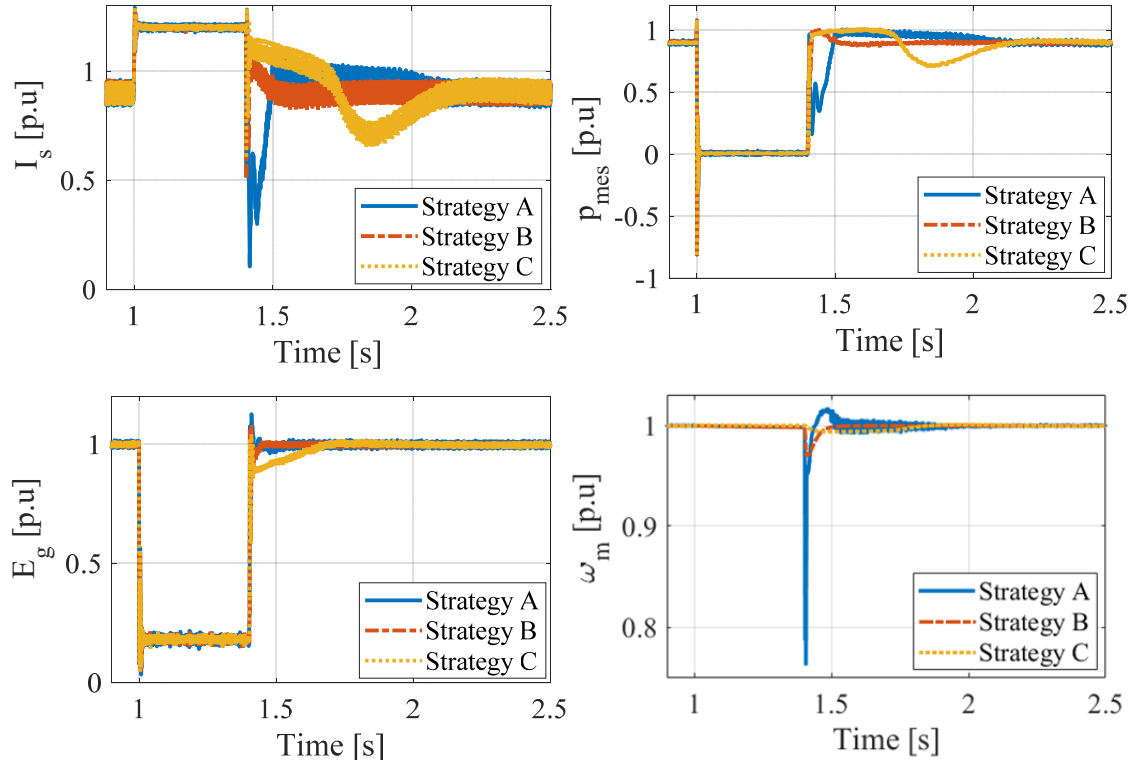 I_s [p.u]
1
0.5
0
Strategy A
Strategy B
Strategy C
1
1.5
2
2.5
Time [s]
p_mes [p.u]
1
0.5
0
-0.5
-1
Strategy A
Strategy B
Strategy C
1
1.5
2
2.5
Time [s]
E_g [p.u]
1
0.5
0
Strategy A
Strategy B
Strategy C
1
1.5
2
2.5
Time [s]
ω_m [p.u]
1
0.9
0.8
Strategy A
Strategy B
Strategy C
1
1.5
2
2.5
Time [s]